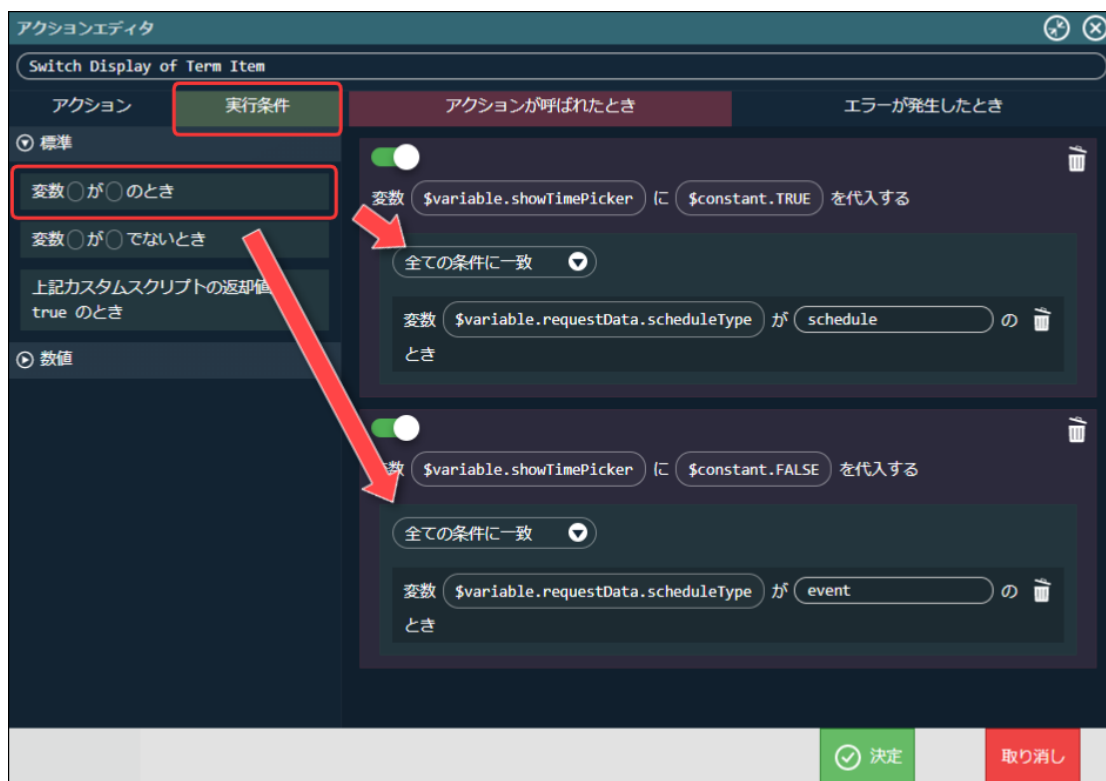 アクションエディタ
Switch Display of Term Item
アクション
実行条件
アクションが呼ばれたとき
エラーが発生したとき
標準
変数○が○のとき
変数○が○でないとき
上記カスタムスクリプトの返却値
true のとき
数値
変数 $variable.showTimePicker に $constant.TRUE を代入する
全ての条件に一致
変数 $variable.requestData.scheduleType が schedule の
とき
数 $variable.showTimePicker に $constant.FALSE を代入する
全ての条件に一致
変数 $variable.requestData.scheduleType が event の
とき
決定
取り消し